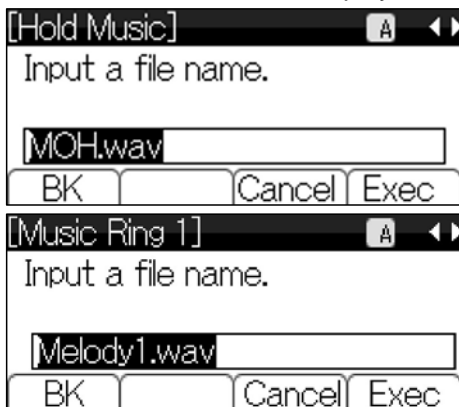 [Hold Music] A
Input a file name.
MOH.wav
BK Cancel Exec
[Music Ring 1] A
Input a file name.
Melody1.wav
BK Cancel Exec